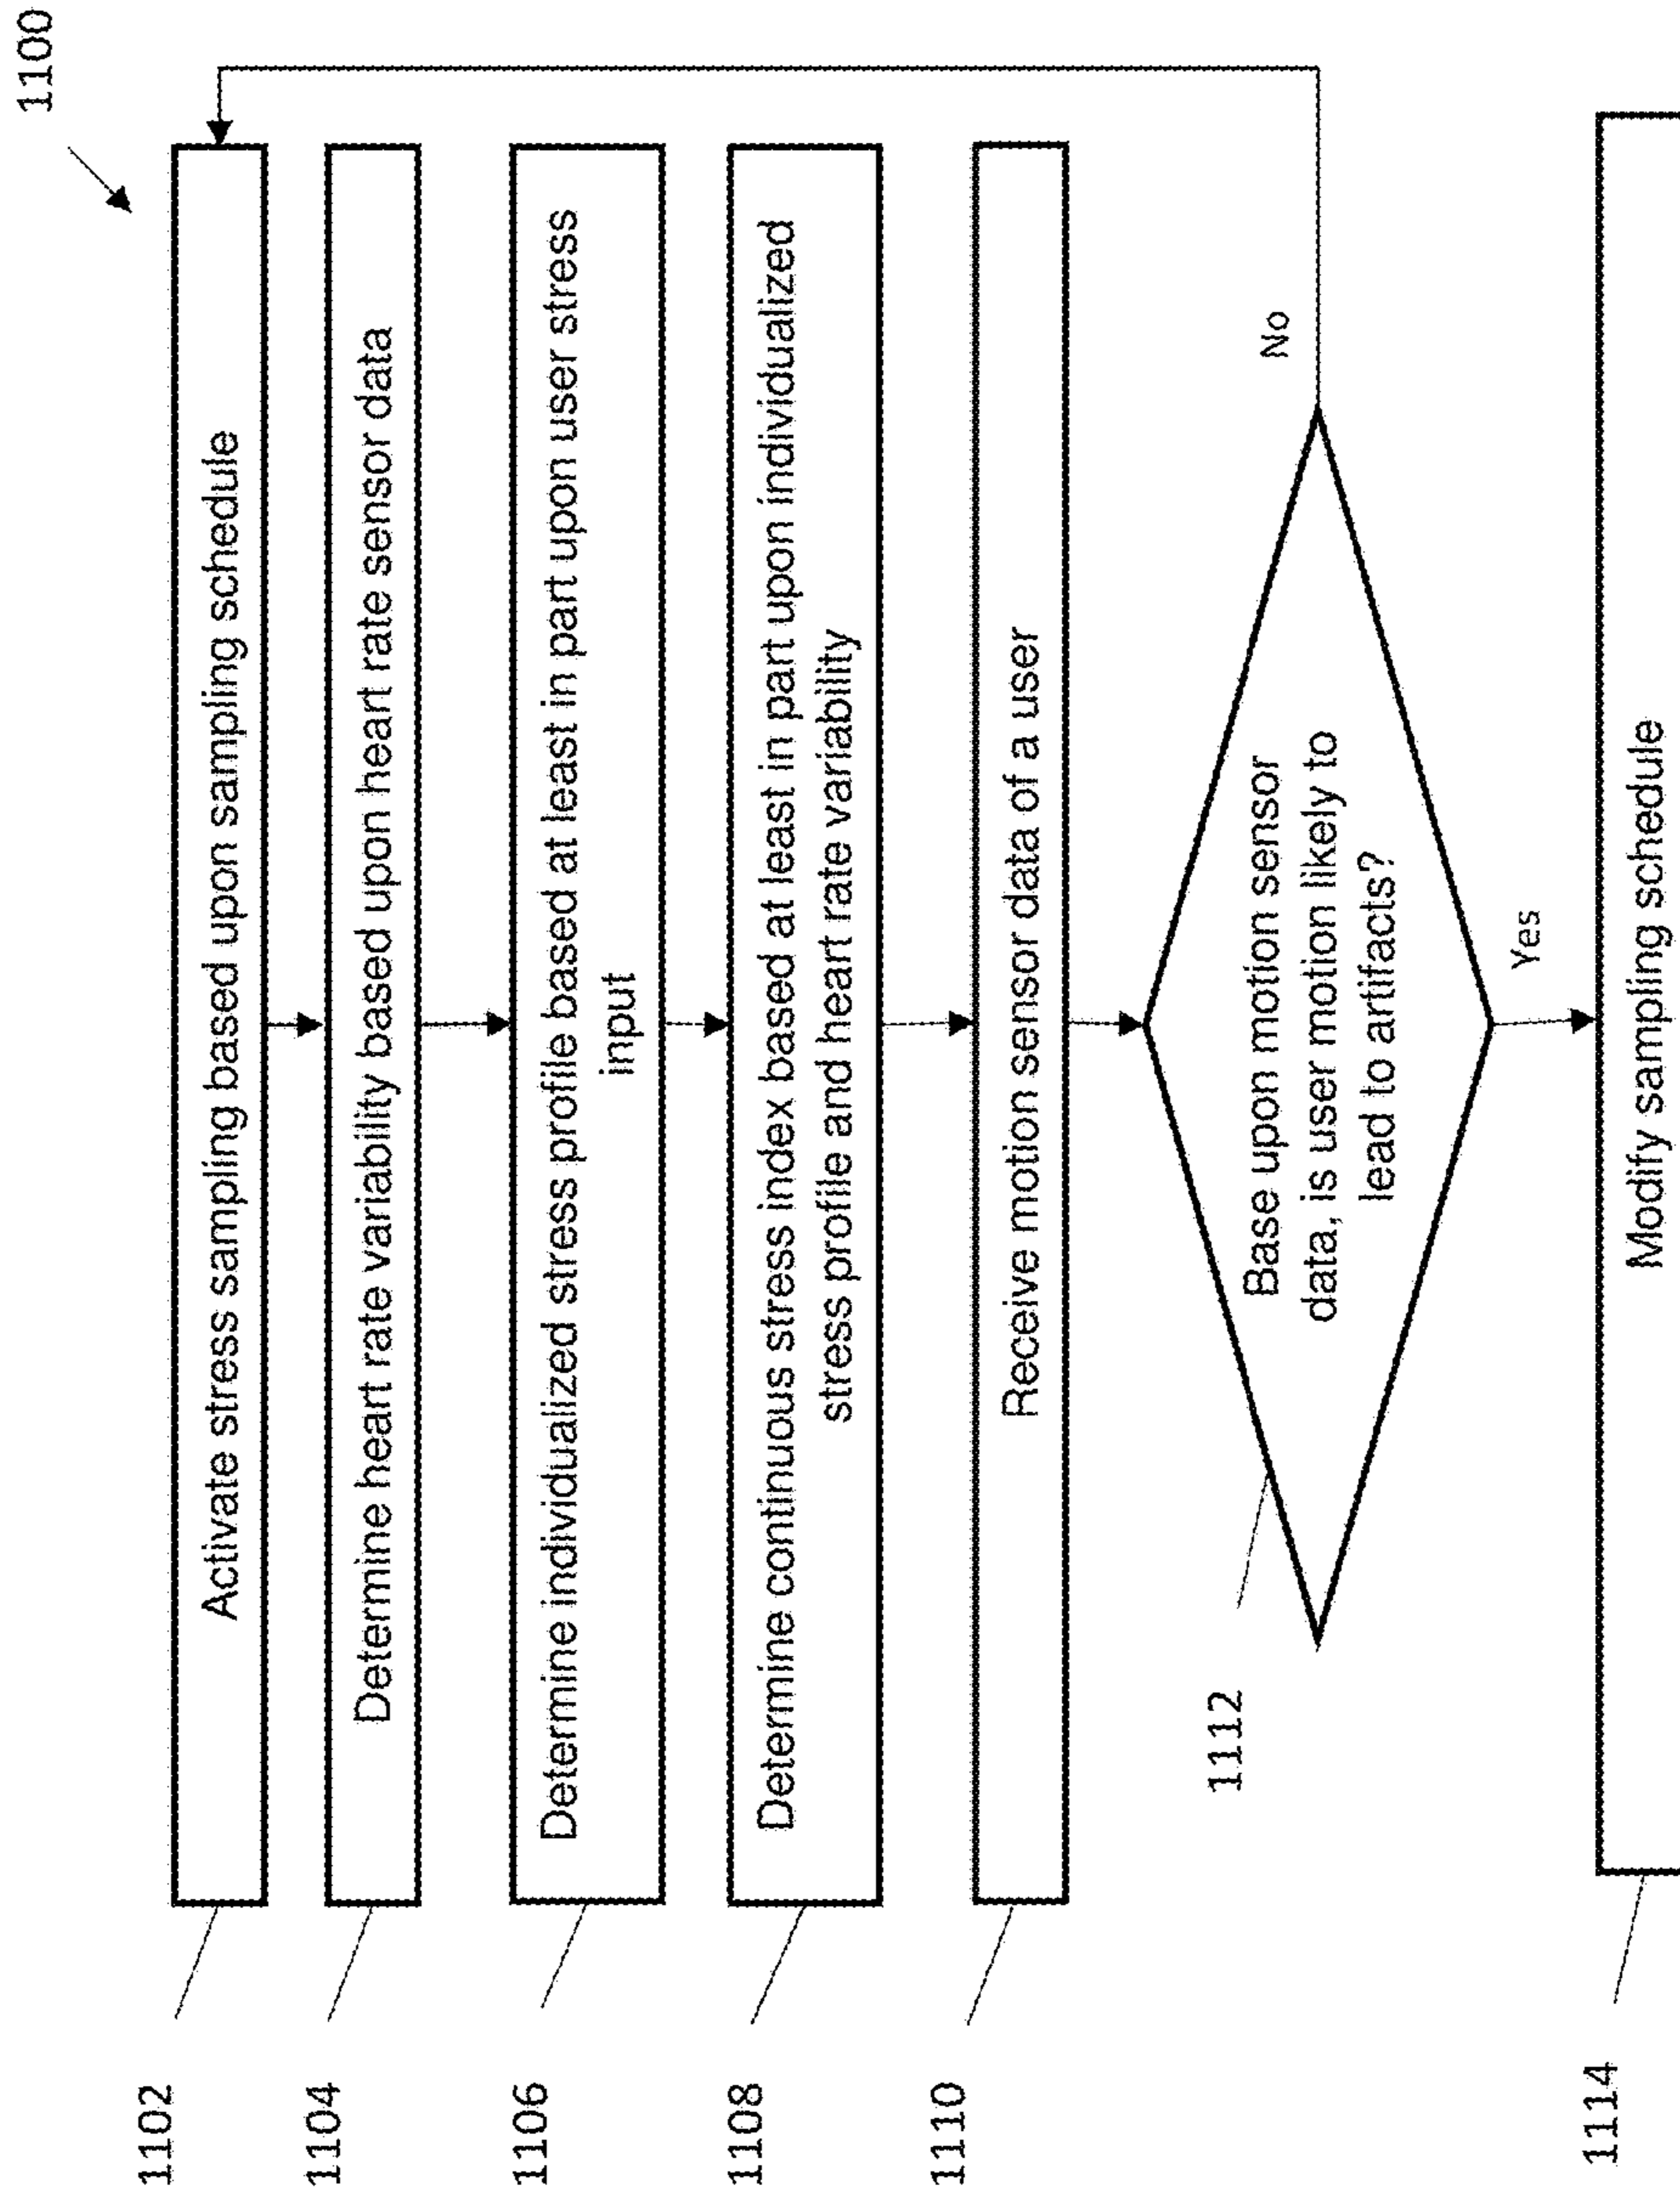 1100
1102
Activate stress sampling based upon sampling schedule
1104
Determine heart rate variability based upon heart rate sensor data
1106
Determine individualized stress profile based at least in part upon user stress
input
1108
Determine continuous stress index based at least in part upon individualized
stress profile and heart rate variability
1110
Receive motion sensor data of a user
1112
Base upon motion sensor
data, is user motion likely to
lead to artifacts?
No
Yes
1114
Modify sampling schedule